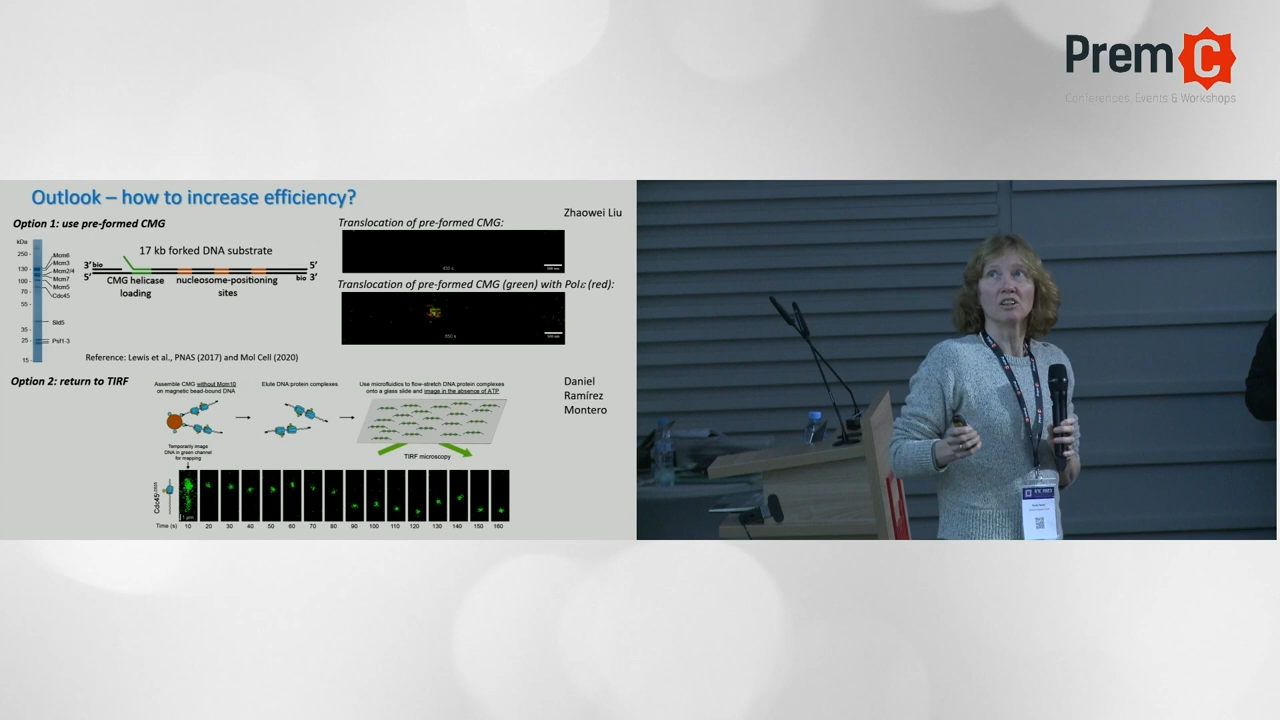 Prem C
Conferences, Events & Workshops
Outlook – how to increase efficiency?
Zhaowei Liu
Option 1: use pre-formed CMG
kDa
250
130
100
70
55
35
25
15
Mcm6
Mcm3
Mcm2/4
Mcm7
Mcm5
Cdc45
Sld5
Psf1-3
17 kb forked DNA substrate
3’ bio
5’
5’
bio 3’
CMG helicase
loading
nucleosome-positioning
sites
Reference: Lewis et al., PNAS (2017) and Mol Cell (2020)
Translocation of pre-formed CMG:
Translocation of pre-formed CMG (green) with Polε (red):
Option 2: return to TIRF
Assemble CMG without Mcm10
on magnetic bead-bound DNA
Elute DNA protein complexes
Use microfluidics to flow-stretch DNA protein complexes
onto a glass slide and image in the absence of ATP
Daniel
Ramírez
Montero
Temporarily image
DNA in green channel
for mapping
TIRF microscopy
1 μm
Time (s) 10 20 30 40 50 60 70 80 90 100 110 120 130 140 150 160